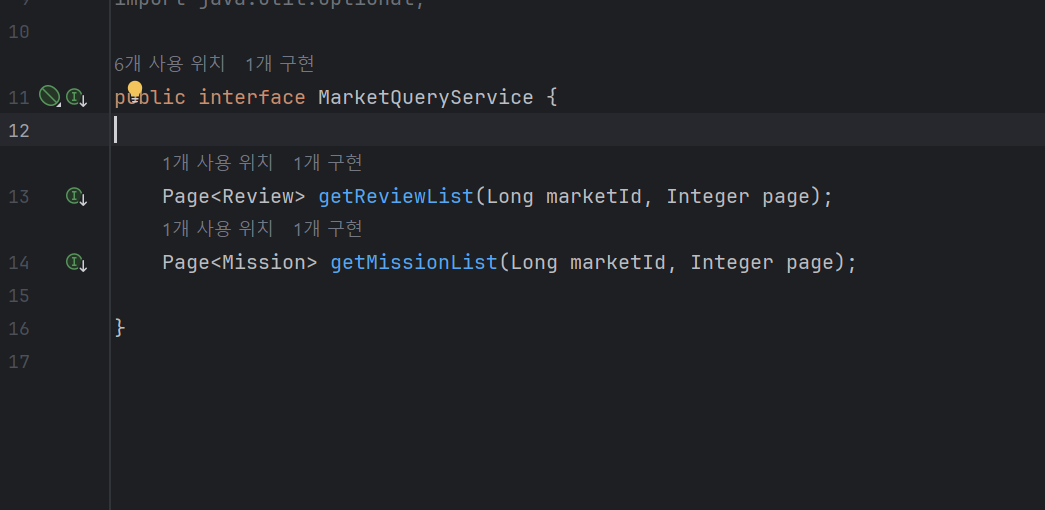 9 import java.util.Optional;
10
6개 사용 위치 1개 구현
11 public interface MarketQueryService {
12
1개 사용 위치 1개 구현
13 Page<Review> getReviewList(Long marketId, Integer page);
1개 사용 위치 1개 구현
14 Page<Mission> getMissionList(Long marketId, Integer page);
15
16 }
17